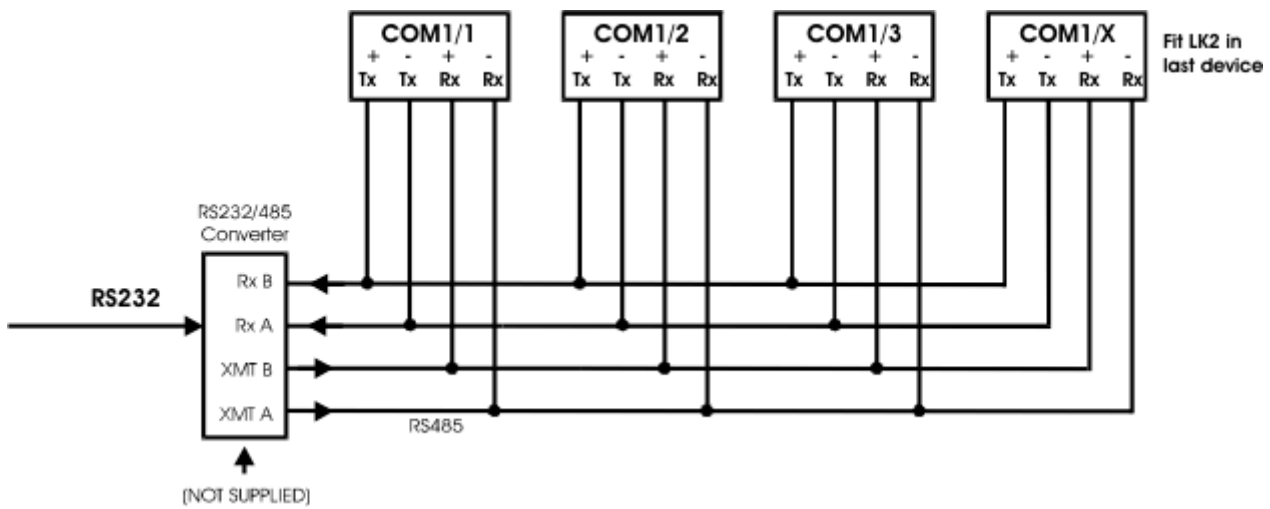 COM1/1
+ - + -
Tx Tx Rx Rx
COM1/2
+ - + -
Tx Tx Rx Rx
COM1/3
+ - + -
Tx Tx Rx Rx
COM1/X
+ - + -
Tx Tx Rx Rx
Fit LK2 in
last device
RS232/485
Converter
RS232
Rx B
Rx A
XMT B
XMT A
RS485
(NOT SUPPLIED)